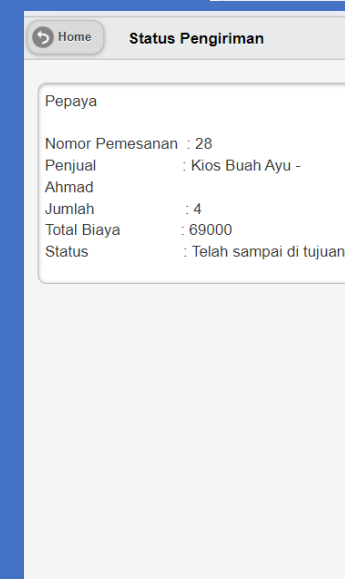 Home
Status Pengiriman
Pepaya
Nomor Pemesanan : 28
Penjual : Kios Buah Ayu -
Ahmad
Jumlah : 4
Total Biaya : 69000
Status : Telah sampai di tujuan